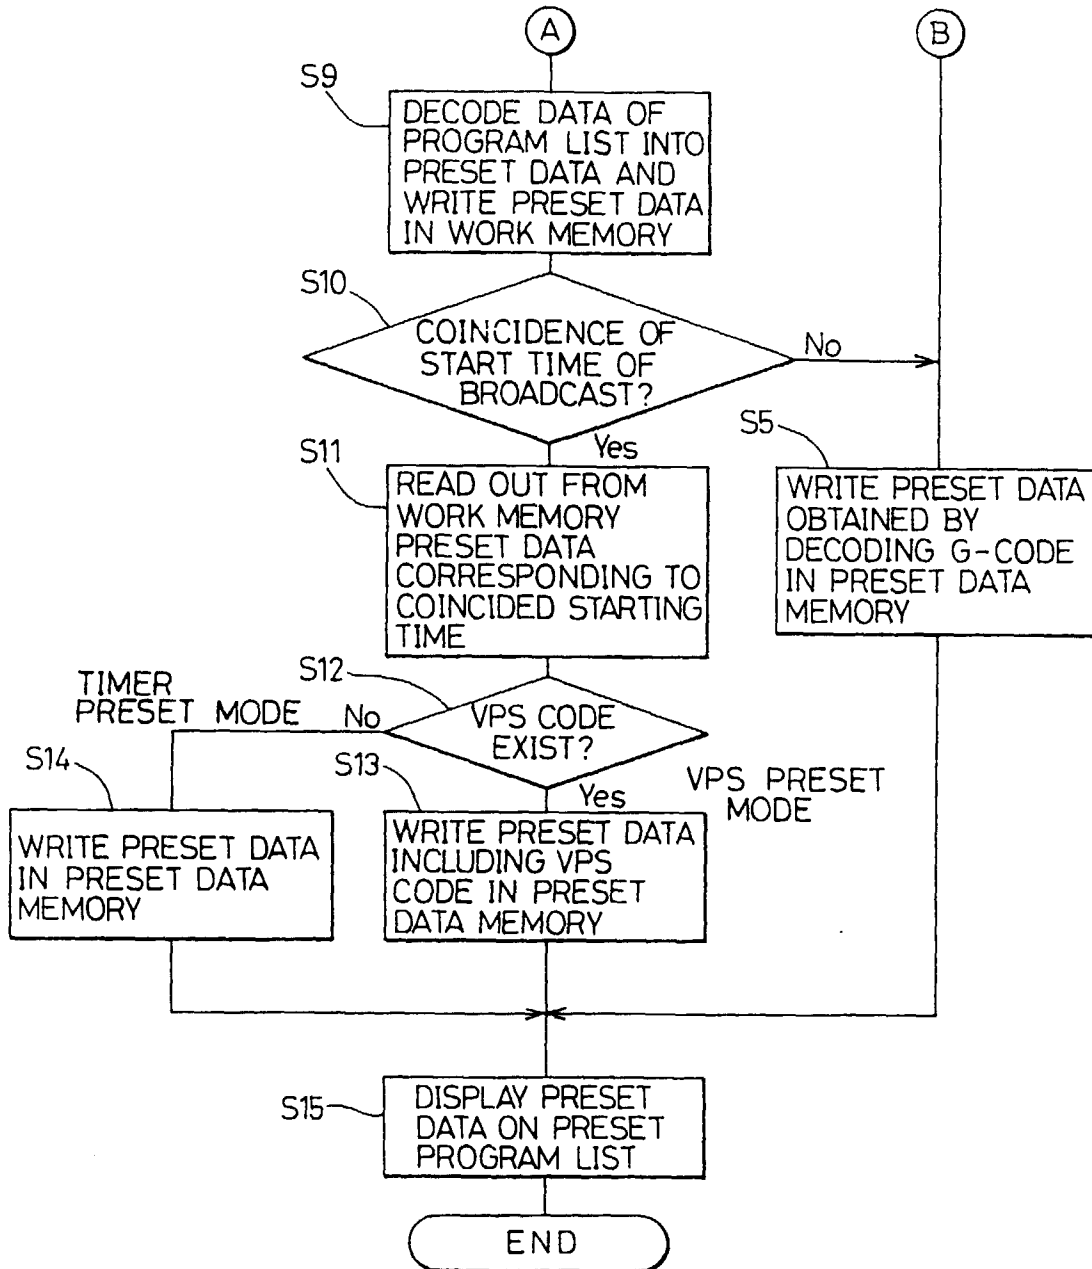 A
B
S9
DECODE DATA OF
PROGRAM LIST INTO
PRESET DATA AND
WRITE PRESET DATA
IN WORK MEMORY
S10
COINCIDENCE OF
START TIME OF
BROADCAST?
No
Yes
S11
READ OUT FROM
WORK MEMORY
PRESET DATA
CORRESPONDING TO
COINCIDED STARTING
TIME
S5
WRITE PRESET DATA
OBTAINED BY
DECODING G-CODE
IN PRESET DATA
MEMORY
S12
VPS CODE
EXIST?
TIMER
PRESET MODE
No
Yes
VPS PRESET
MODE
S14
WRITE PRESET DATA
IN PRESET DATA
MEMORY
S13
WRITE PRESET DATA
INCLUDING VPS
CODE IN PRESET
DATA MEMORY
S15
DISPLAY PRESET
DATA ON PRESET
PROGRAM LIST
END